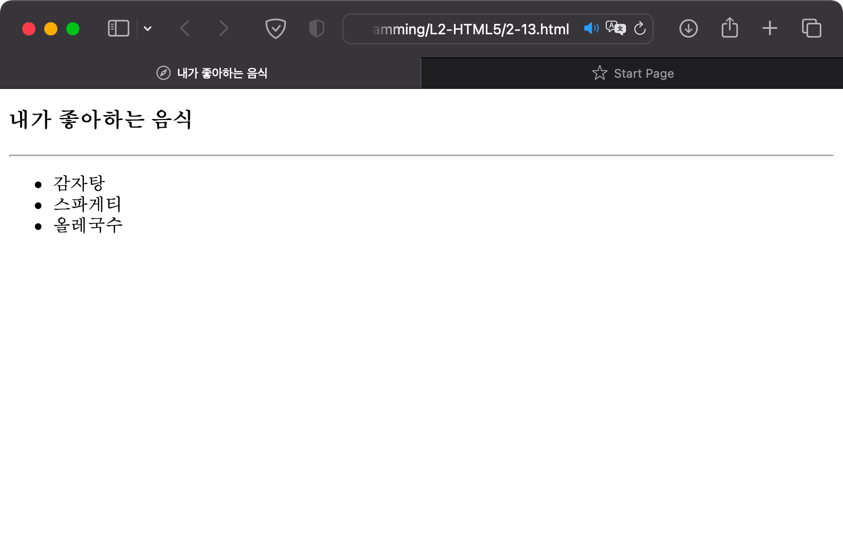 amming/L2-HTML5/2-13.html
내가 좋아하는 음식
Start Page
내가 좋아하는 음식
감자탕
스파게티
올레국수